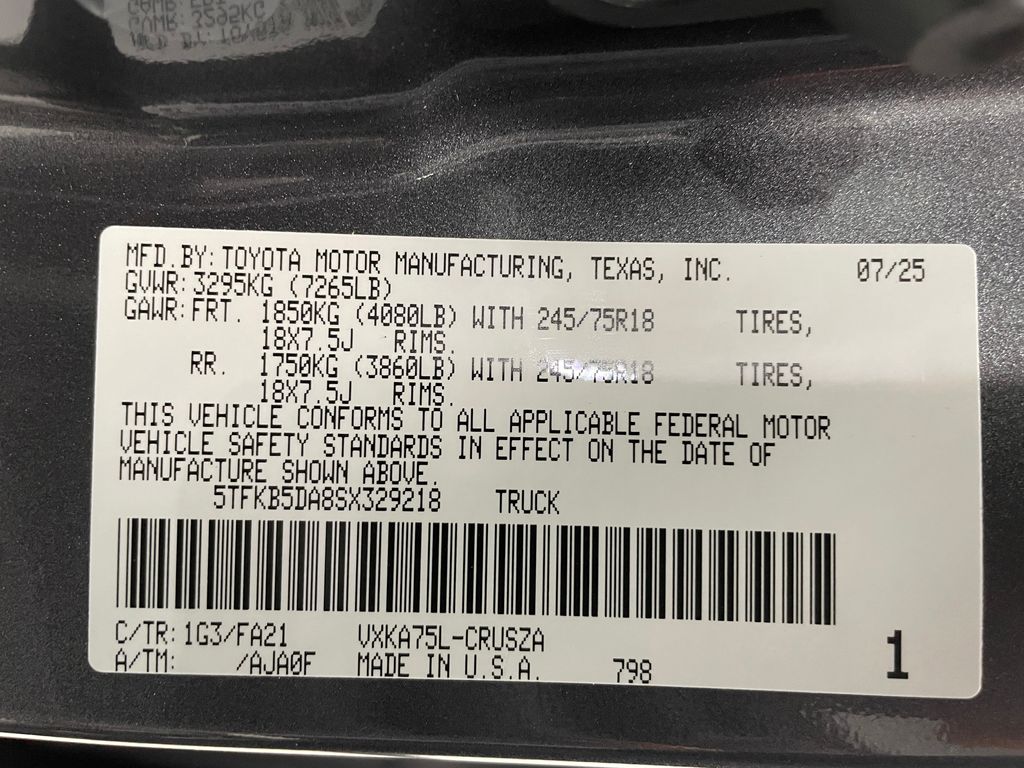 MFD.BY: TOYOTA MOTOR MANUFACTURING, TEXAS, INC. 07/25
GVWR: 3295KG (7265LB)
GAWR: FRT. 1850KG (4080LB) WITH 245/75R18 TIRES,
18X7.5J RIMS.
RR. 1750KG (3860LB) WITH 245/75R18 TIRES,
18X7.5J RIMS.
THIS VEHICLE CONFORMS TO ALL APPLICABLE FEDERAL MOTOR
VEHICLE SAFETY STANDARDS IN EFFECT ON THE DATE OF
MANUFACTURE SHOWN ABOVE.
5TFKB5DA8SX329218 TRUCK
C/TR: 1G3/FA21 VXKA75L-CRUSZA
A/TM: /AJA0F MADE IN U.S.A. 798
1